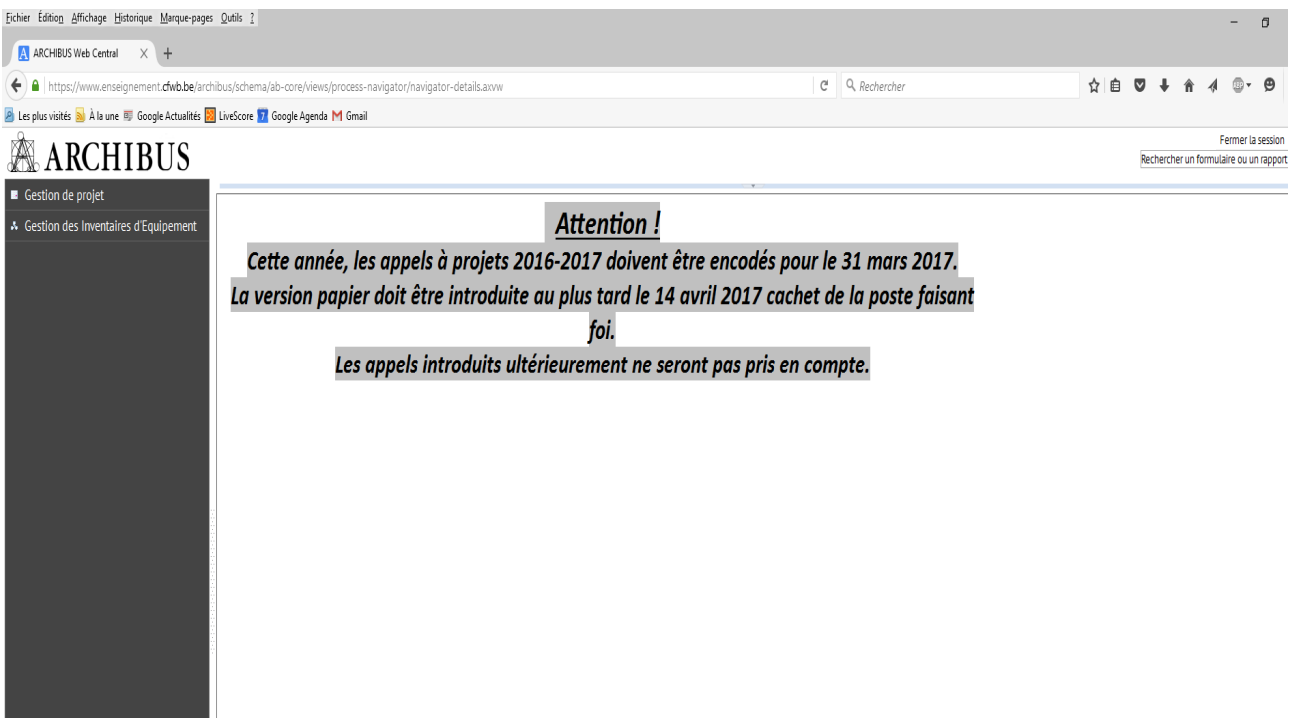 Eichier Édition Affichage Historique Marque-pages Outils ?
ARCHIBUS Web Central
https://www.enseignement.cfwb.be/archibus/schema/ab-core/views/process-navigator/navigator-details.axvw
Rechercher
Les plus visités À la une Google Actualités LiveScore 7 Google Agenda Gmail
Fermer la session
ARCHIBUS
Rechercher un formulaire ou un rapport
Gestion de projet
Gestion des Inventaires d'Equipement
Attention !
Cette année, les appels à projets 2016-2017 doivent être encodés pour le 31 mars 2017.
La version papier doit être introduite au plus tard le 14 avril 2017 cachet de la poste faisant
foi.
Les appels introduits ultérieurement ne seront pas pris en compte.